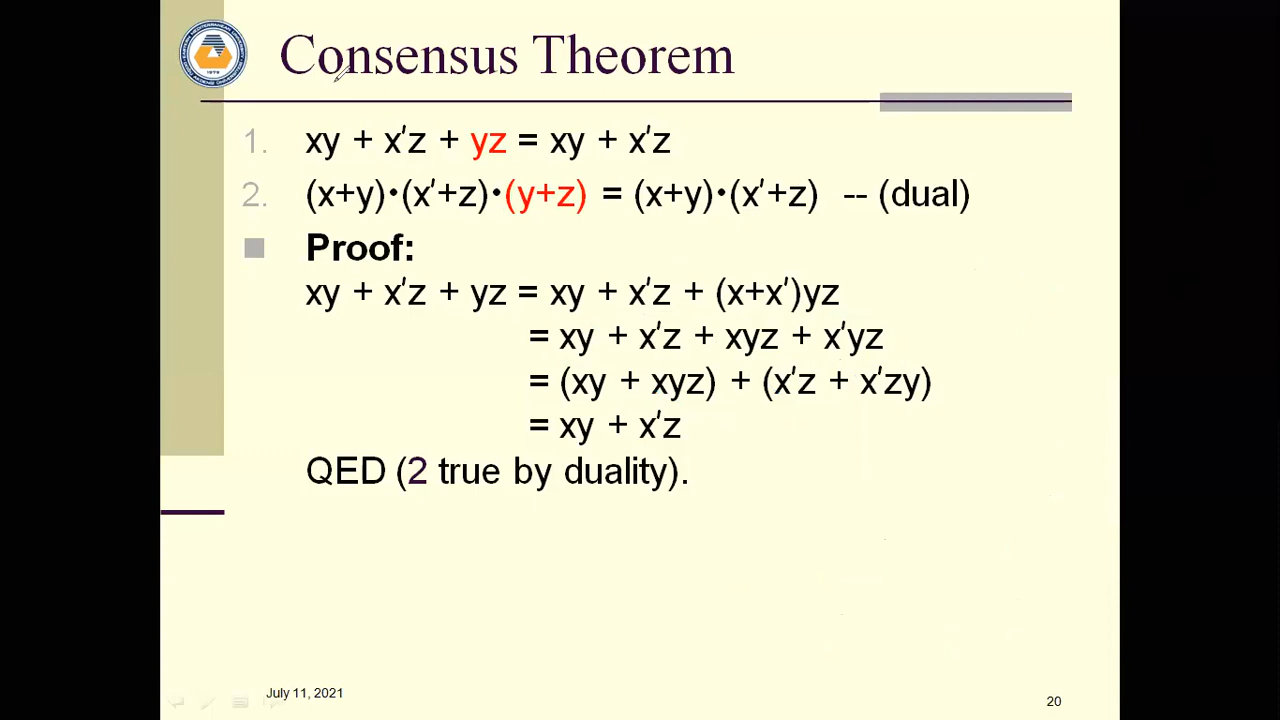 Consensus Theorem
1. xy + x'z + yz = xy + x'z
2. (x+y)•(x'+z)•(y+z) = (x+y)•(x'+z) -- (dual)
Proof:
xy + x'z + yz = xy + x'z + (x+x')yz
= xy + x'z + xyz + x'yz
= (xy + xyz) + (x'z + x'zy)
= xy + x'z
QED (2 true by duality).
July 11, 2021
20